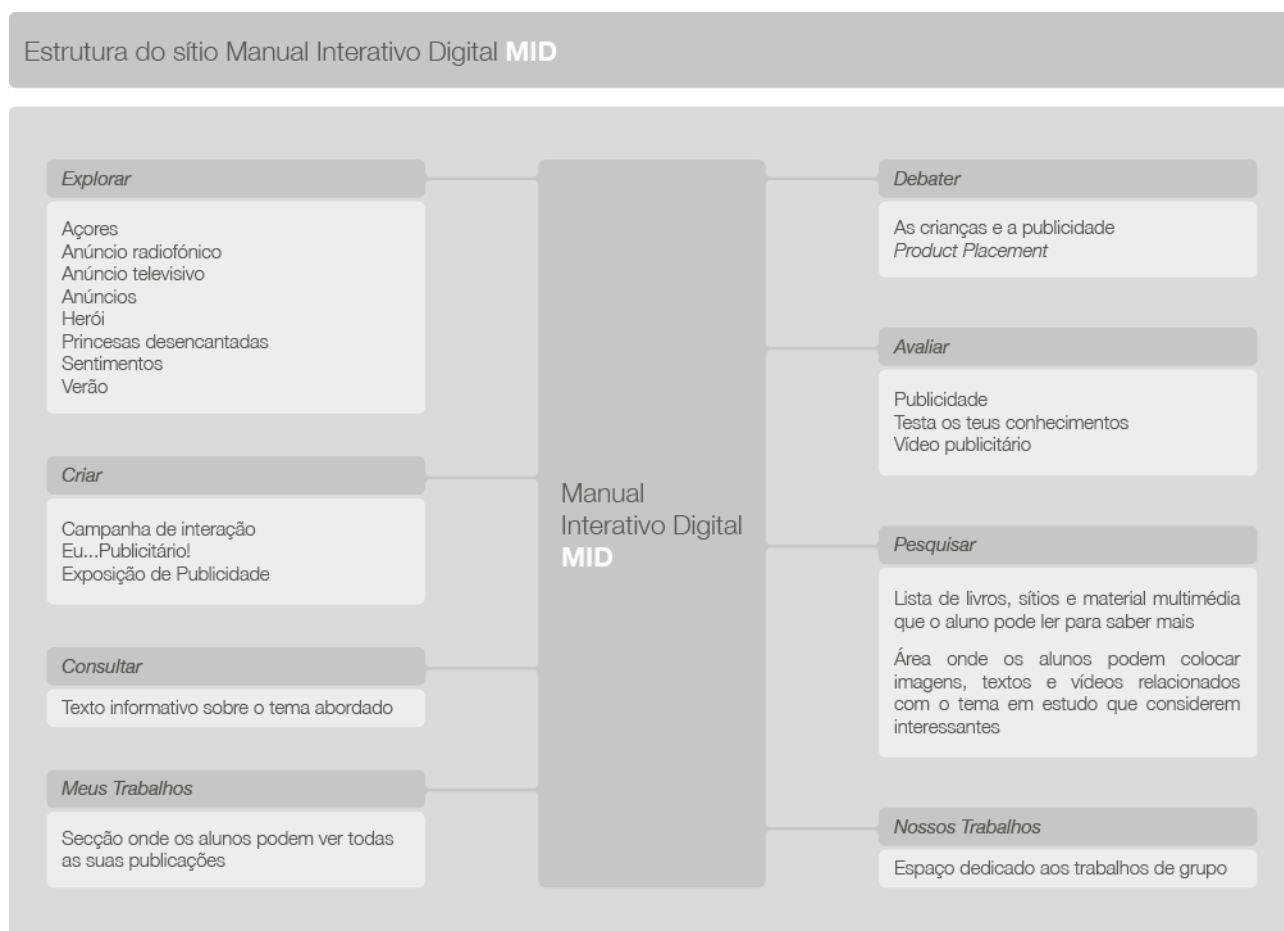 Estrutura do sítio Manual Interativo Digital MID
Explorar
Açores
Anúncio radiofónico
Anúncio televisivo
Anúncios
Herói
Princesas desencantadas
Sentimentos
Verão
Criar
Campanha de interação
Eu...Publicitário!
Exposição de Publicidade
Consultar
Texto informativo sobre o tema abordado
Meus Trabalhos
Secção onde os alunos podem ver todas
as suas publicações
Manual
Interativo Digital
MID
Debater
As crianças e a publicidade
Product Placement
Avaliar
Publicidade
Testa os teus conhecimentos
Vídeo publicitário
Pesquisar
Lista de livros, sítios e material multimédia
que o aluno pode ler para saber mais
Área onde os alunos podem colocar
imagens, textos e vídeos relacionados
com o tema em estudo que considerem
interessantes
Nossos Trabalhos
Espaço dedicado aos trabalhos de grupo